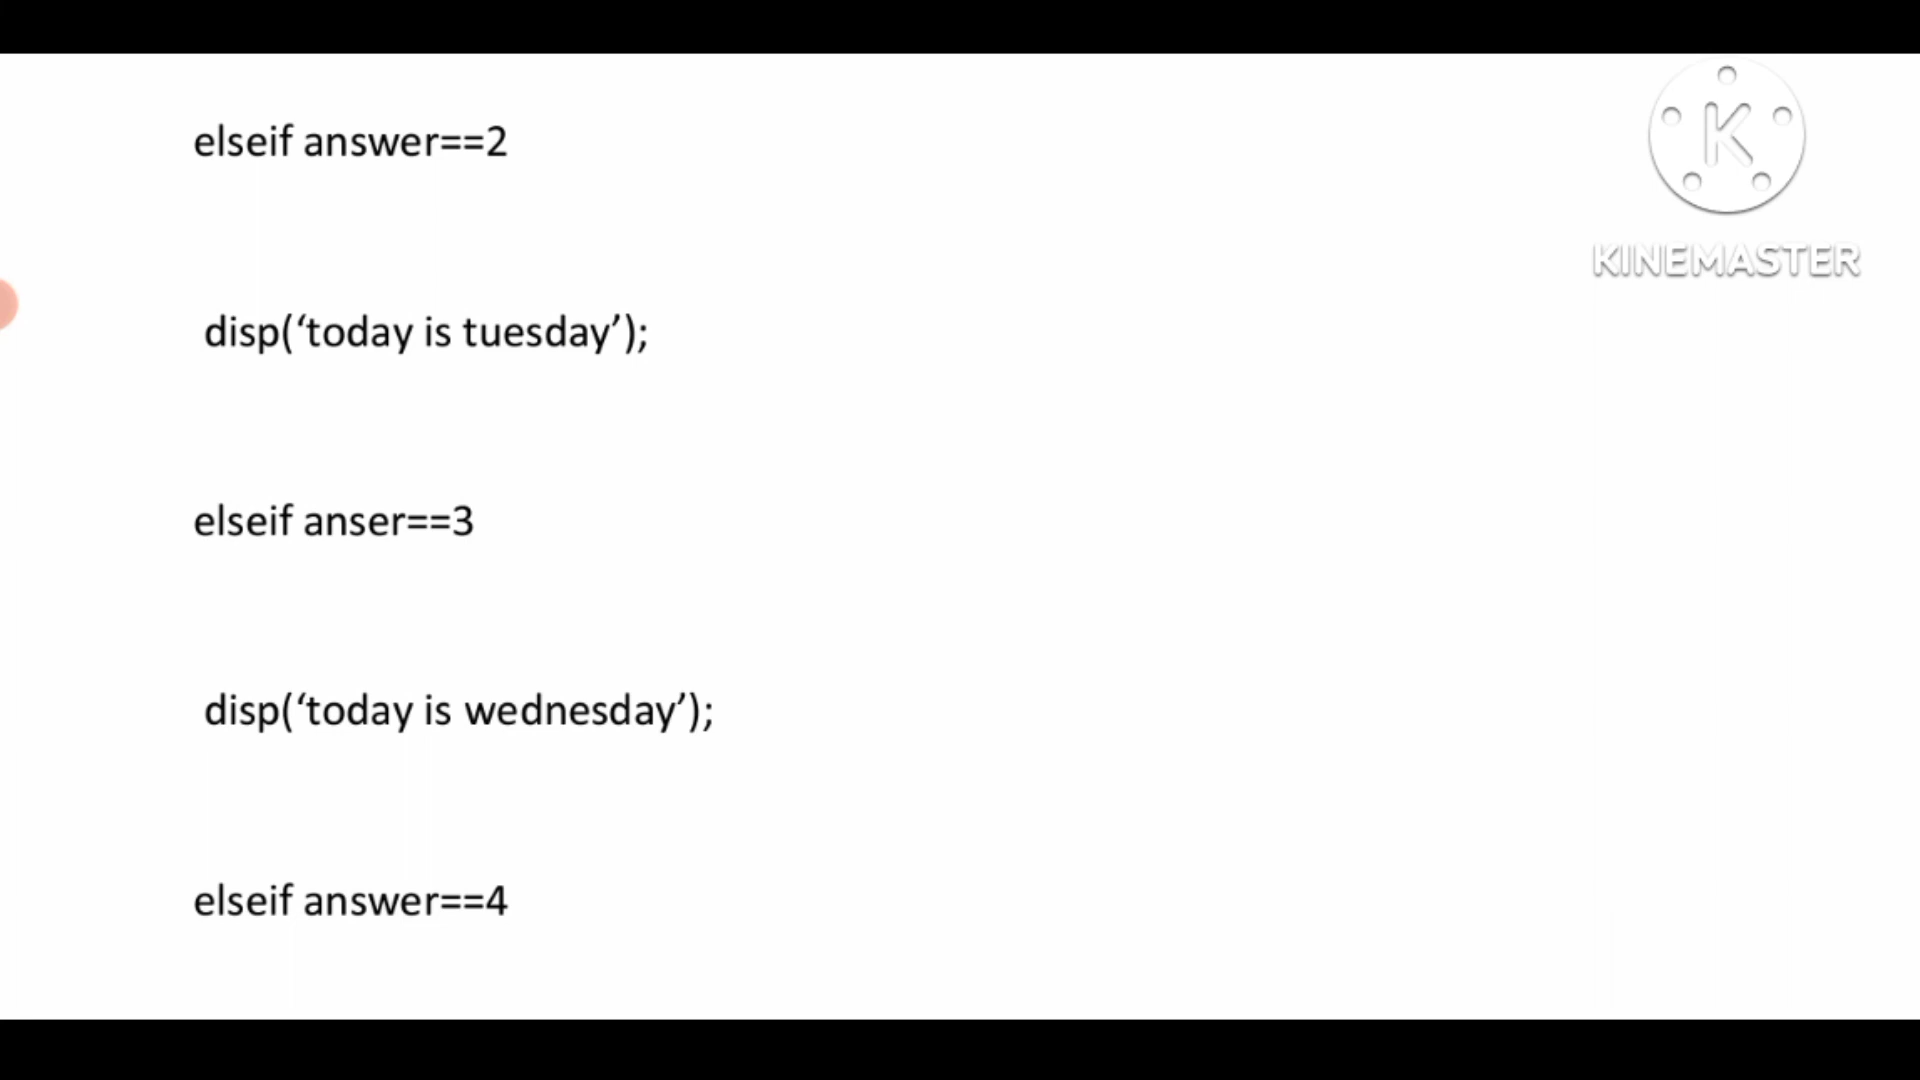 elseif answer==2
K
KINEMASTER
disp(‘today is tuesday’);
elseif anser==3
disp(‘today is wednesday’);
elseif answer==4